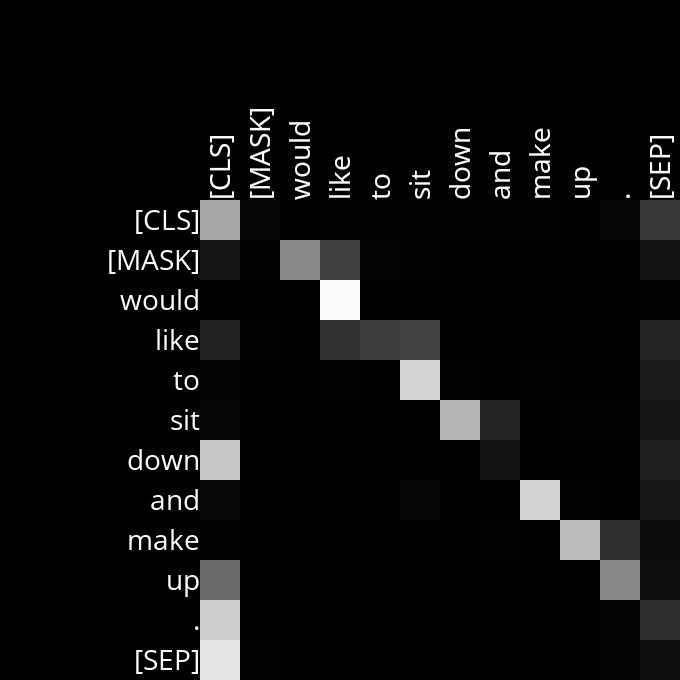 [CLS] [MASK] would like to sit down and make up . [SEP]
[CLS]
[MASK]
would
like
to
sit
down
and
make
up
.
[SEP]